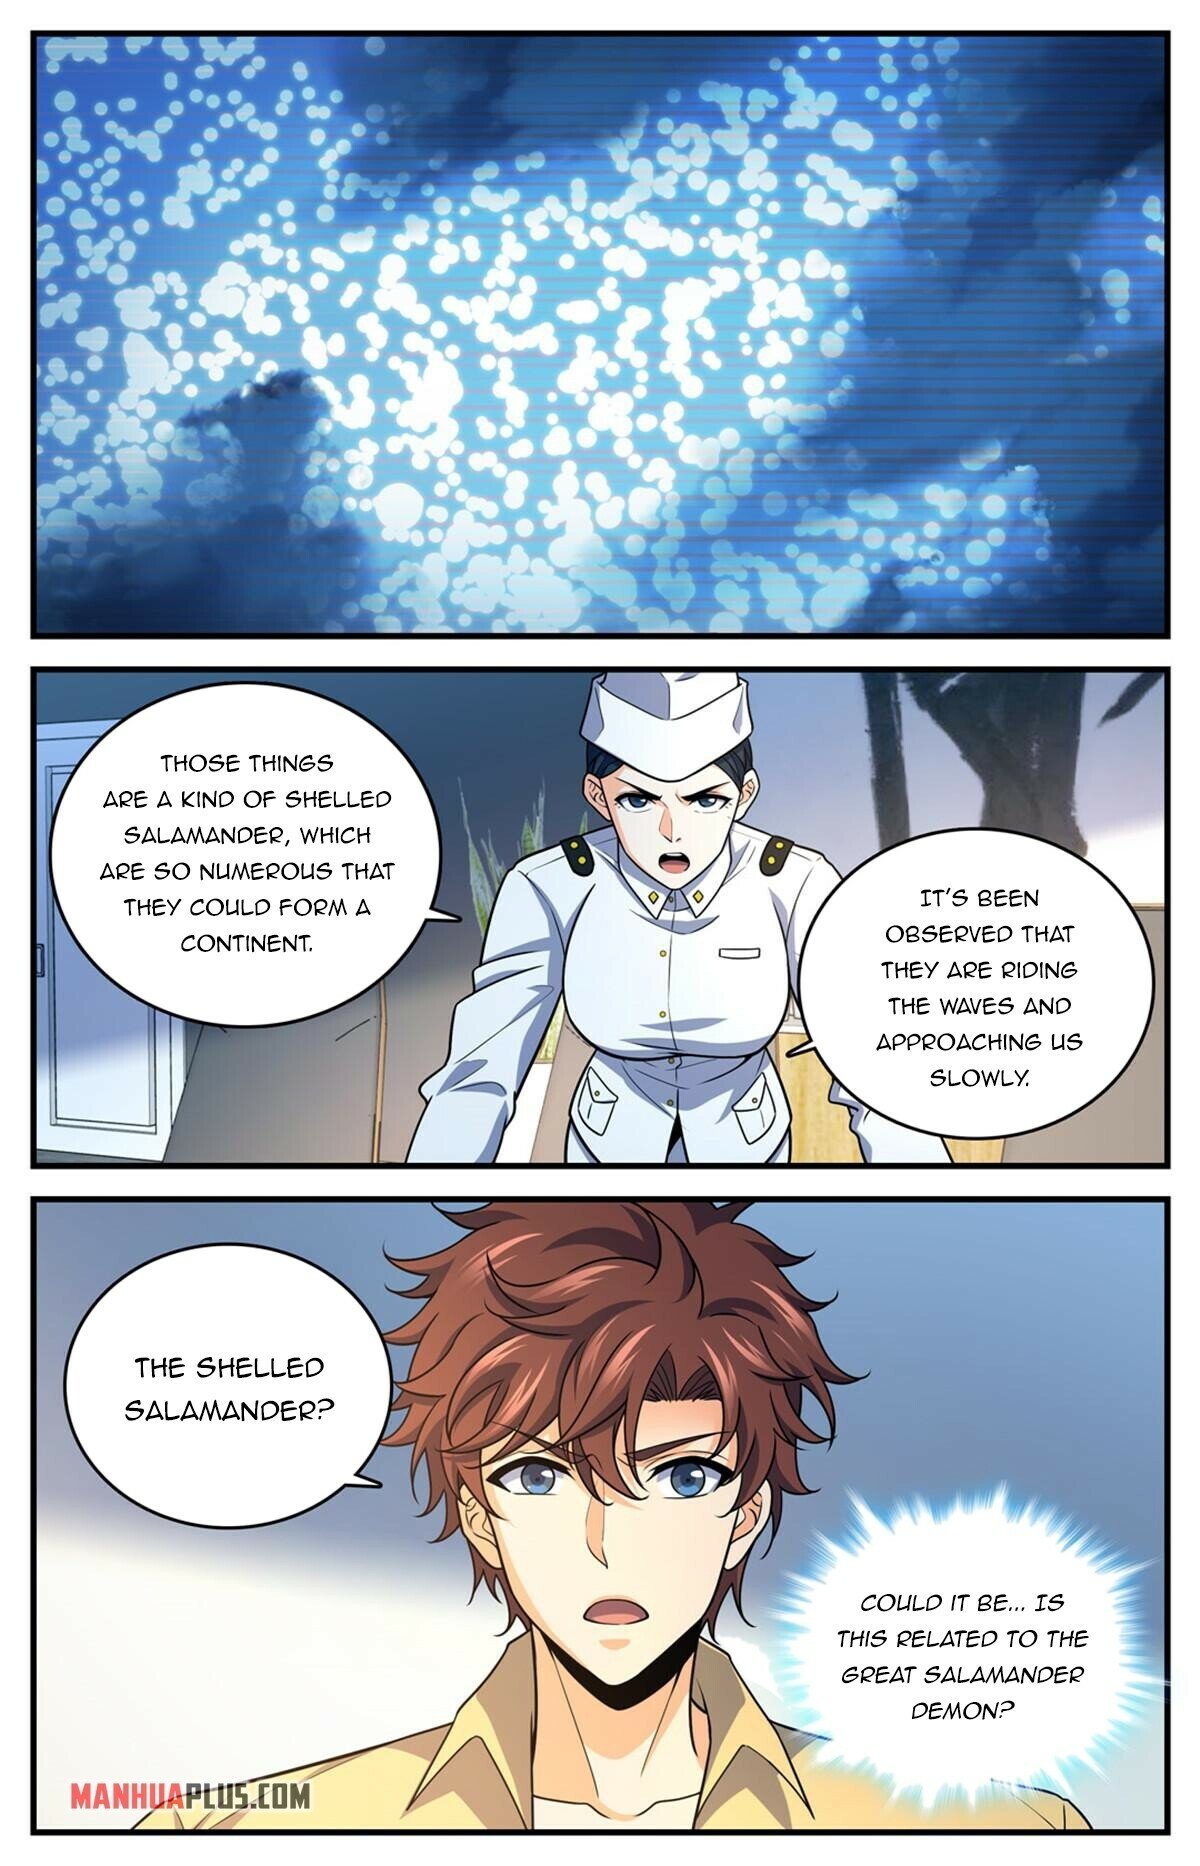 THOSE THINGS
ARE A KIND OF SHELLED
SALAMANDER, WHICH
ARE SO NUMEROUS THAT
THEY COULD FORM A
CONTINENT.
IT'S BEEN
OBSERVED THAT
THEY ARE RIDING
THE WAVES AND
APPROACHING US
SLOWLY.
THE SHELLED
SALAMANDER?
COULD IT BE... IS
THIS RELATED TO THE
GREAT SALAMANDER
DEMON?
MANHUAPLUS.COM